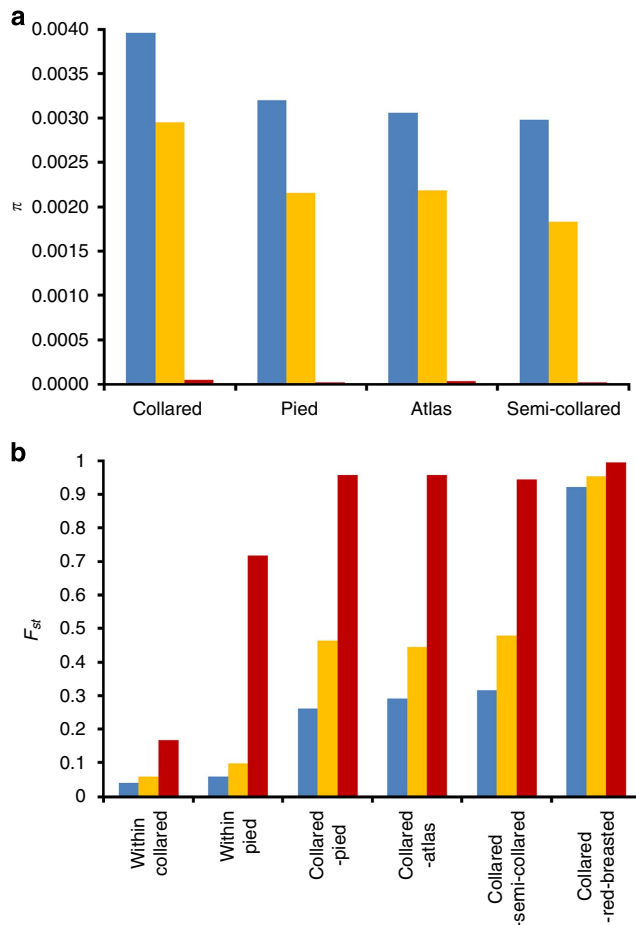 a
0.0040
0.0035
0.0030
0.0025
0.0020
0.0015
0.0010
0.0005
0.0000
π
Collared Pied Atlas Semi-collared
b
1
0.9
0.8
0.7
0.6
0.5
0.4
0.3
0.2
0.1
0
Fst
Within
collared
Within
pied
Collared
-pied
Collared
-atlas
Collared
-semi-collared
Collared
-red-breasted